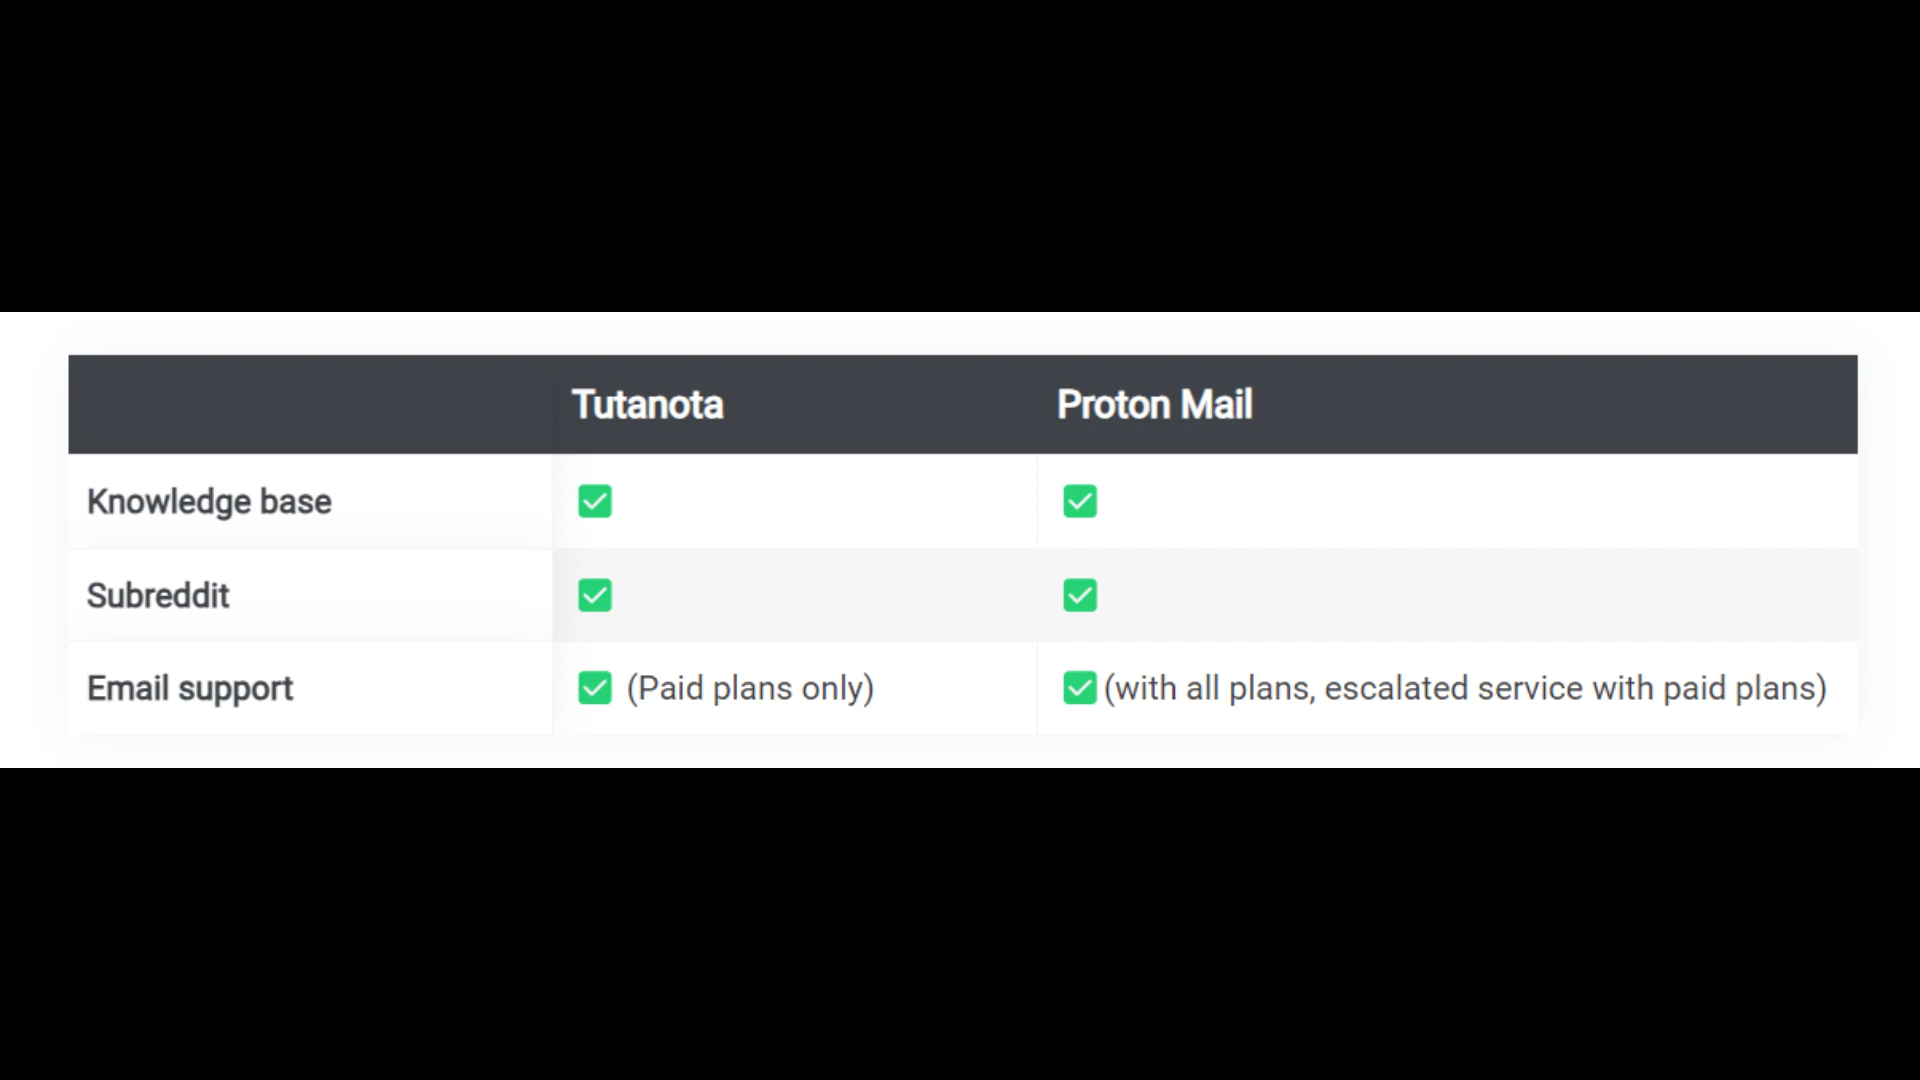 Tutanota Proton Mail
Knowledge base ✅ ✅
Subreddit ✅ ✅
Email support ✅ (Paid plans only) ✅ (with all plans, escalated service with paid plans)